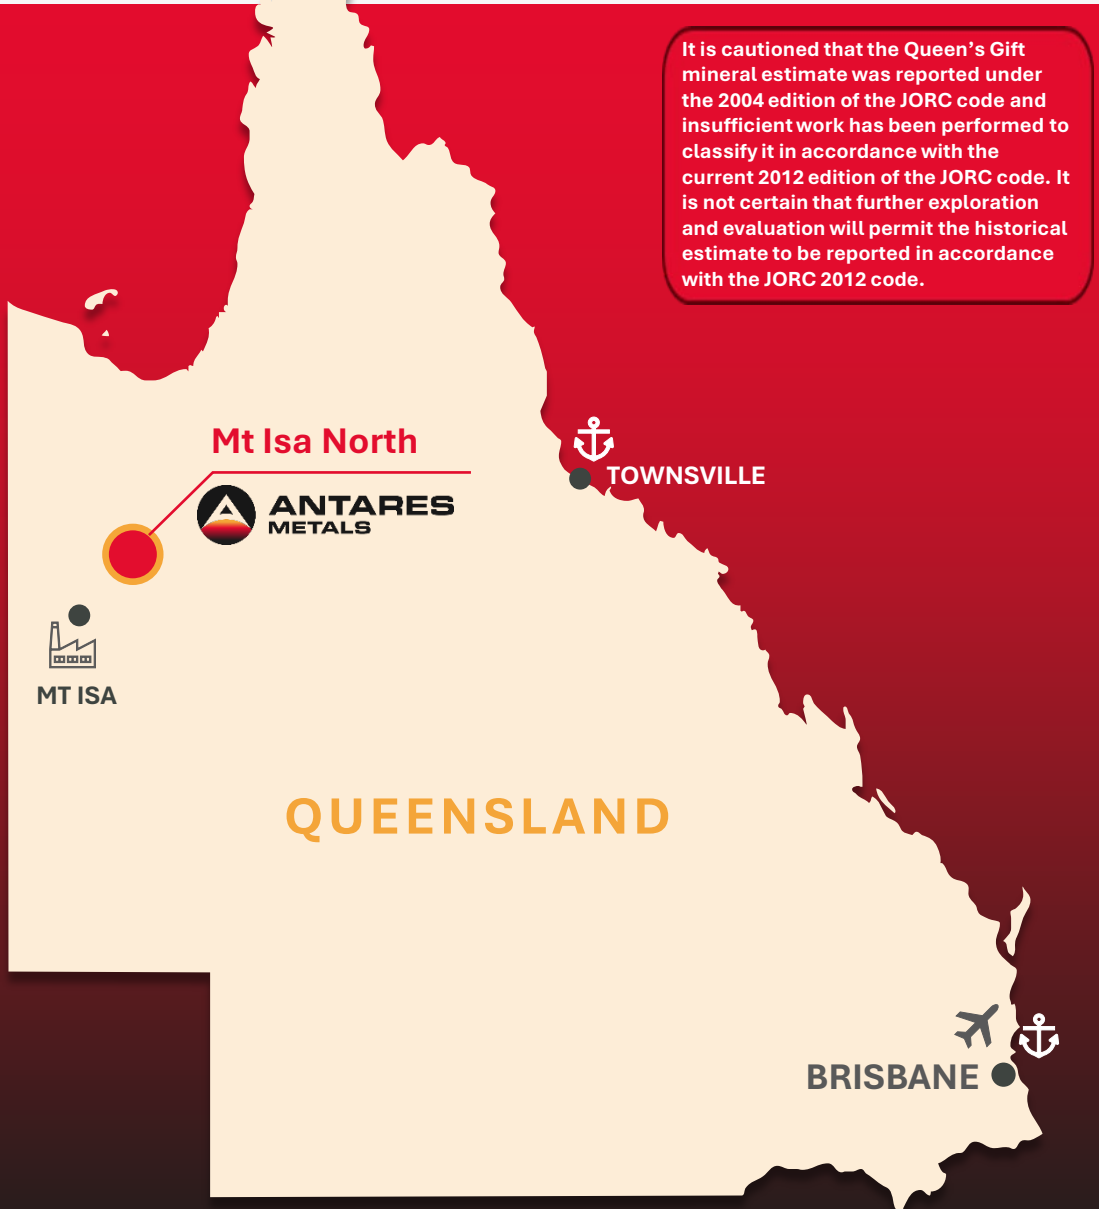 It is cautioned that the Queen's Gift
mineral estimate was reported under
the 2004 edition of the JORC code and
insufficient work has been performed to
classify it in accordance with the
current 2012 edition of the JORC code. It
is not certain that further exploration
and evaluation will permit the historical
estimate to be reported in accordance
with the JORC 2012 code.
Mt Isa North
ANTARES
METALS
TOWNSVILLE
MT ISA
QUEENSLAND
BRISBANE